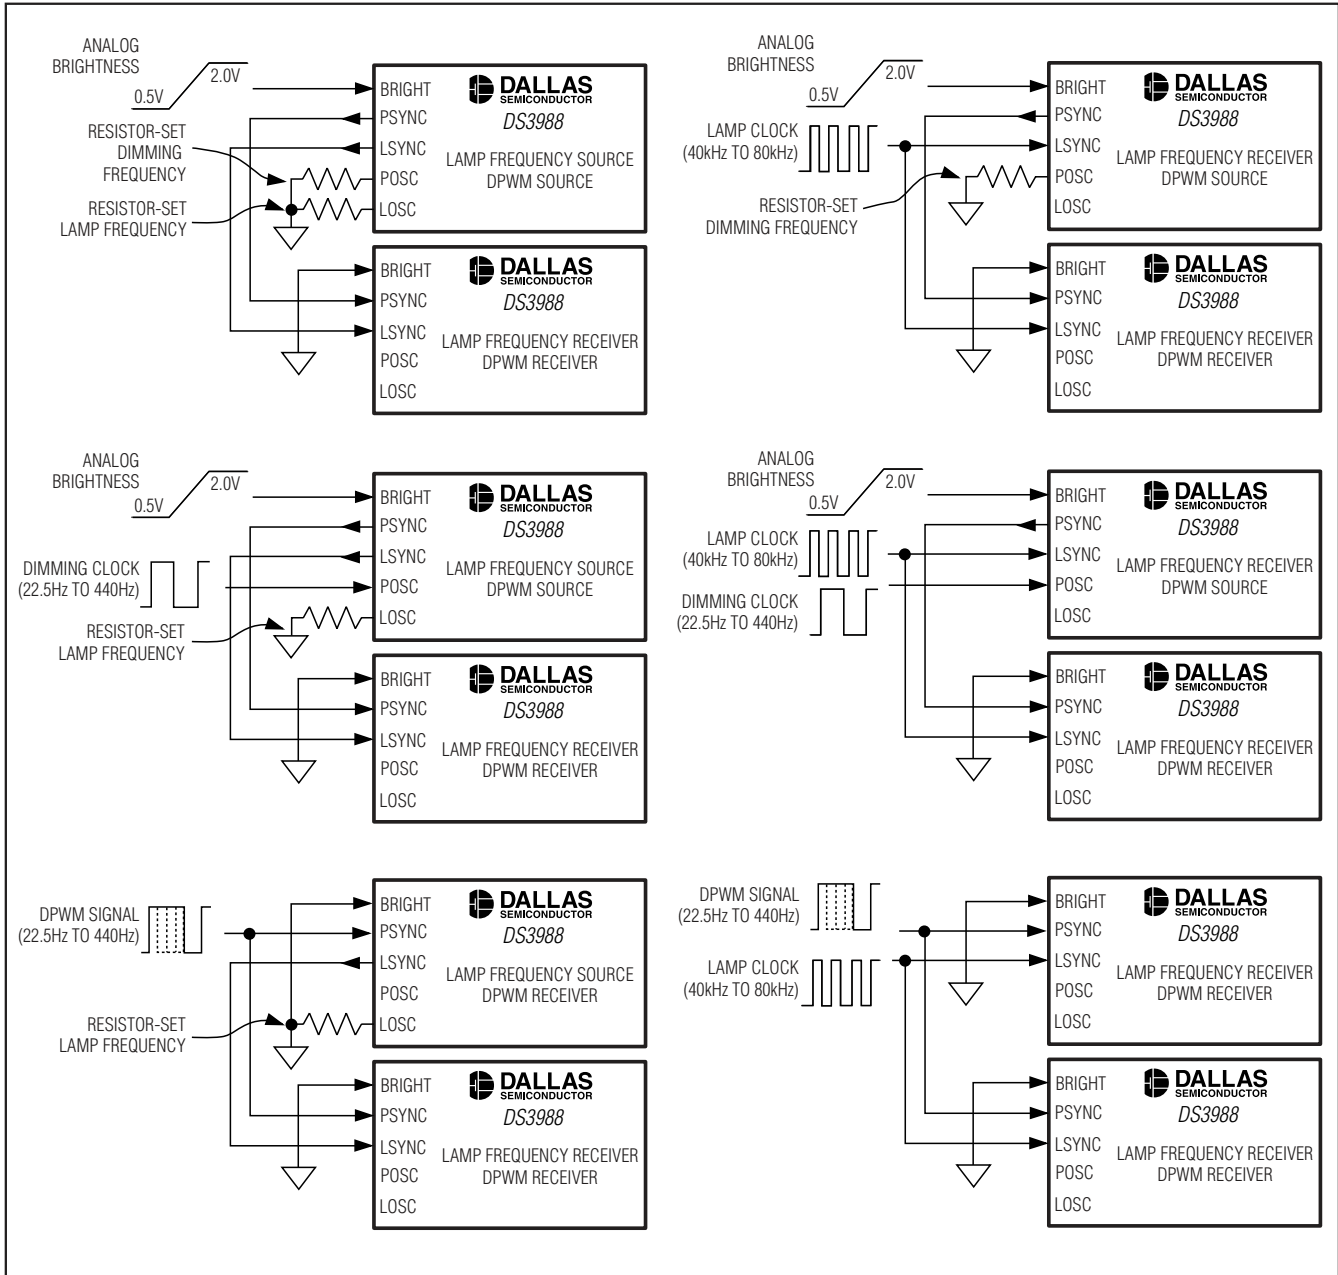 ANALOG
BRIGHTNESS
0.5V
2.0V
RESISTOR-SET
DIMMING
FREQUENCY
RESISTOR-SET
LAMP FREQUENCY
BRIGHT
PSYNC
LSYNC
POSC
LOSC
DALLAS
SEMICONDUCTOR
DS3988
LAMP FREQUENCY SOURCE
DPWM SOURCE
BRIGHT
PSYNC
LSYNC
POSC
LOSC
DALLAS
SEMICONDUCTOR
DS3988
LAMP FREQUENCY RECEIVER
DPWM RECEIVER
ANALOG
BRIGHTNESS
0.5V
2.0V
LAMP CLOCK
(40kHz TO 80kHz)
RESISTOR-SET
DIMMING FREQUENCY
BRIGHT
PSYNC
LSYNC
POSC
LOSC
DALLAS
SEMICONDUCTOR
DS3988
LAMP FREQUENCY RECEIVER
DPWM SOURCE
BRIGHT
PSYNC
LSYNC
POSC
LOSC
DALLAS
SEMICONDUCTOR
DS3988
LAMP FREQUENCY RECEIVER
DPWM RECEIVER
ANALOG
BRIGHTNESS
0.5V
2.0V
DIMMING CLOCK
(22.5Hz TO 440Hz)
RESISTOR-SET
LAMP FREQUENCY
BRIGHT
PSYNC
LSYNC
POSC
LOSC
DALLAS
SEMICONDUCTOR
DS3988
LAMP FREQUENCY SOURCE
DPWM SOURCE
BRIGHT
PSYNC
LSYNC
POSC
LOSC
DALLAS
SEMICONDUCTOR
DS3988
LAMP FREQUENCY RECEIVER
DPWM RECEIVER
ANALOG
BRIGHTNESS
0.5V
2.0V
LAMP CLOCK
(40kHz TO 80kHz)
DIMMING CLOCK
(22.5Hz TO 440Hz)
BRIGHT
PSYNC
LSYNC
POSC
LOSC
DALLAS
SEMICONDUCTOR
DS3988
LAMP FREQUENCY RECEIVER
DPWM SOURCE
BRIGHT
PSYNC
LSYNC
POSC
LOSC
DALLAS
SEMICONDUCTOR
DS3988
LAMP FREQUENCY RECEIVER
DPWM RECEIVER
DPWM SIGNAL
(22.5Hz TO 440Hz)
RESISTOR-SET
LAMP FREQUENCY
BRIGHT
PSYNC
LSYNC
POSC
LOSC
DALLAS
SEMICONDUCTOR
DS3988
LAMP FREQUENCY SOURCE
DPWM RECEIVER
BRIGHT
PSYNC
LSYNC
POSC
LOSC
DALLAS
SEMICONDUCTOR
DS3988
LAMP FREQUENCY RECEIVER
DPWM RECEIVER
DPWM SIGNAL
(22.5Hz TO 440Hz)
LAMP CLOCK
(40kHz TO 80kHz)
BRIGHT
PSYNC
LSYNC
POSC
LOSC
DALLAS
SEMICONDUCTOR
DS3988
LAMP FREQUENCY RECEIVER
DPWM RECEIVER
BRIGHT
PSYNC
LSYNC
POSC
LOSC
DALLAS
SEMICONDUCTOR
DS3988
LAMP FREQUENCY RECEIVER
DPWM RECEIVER